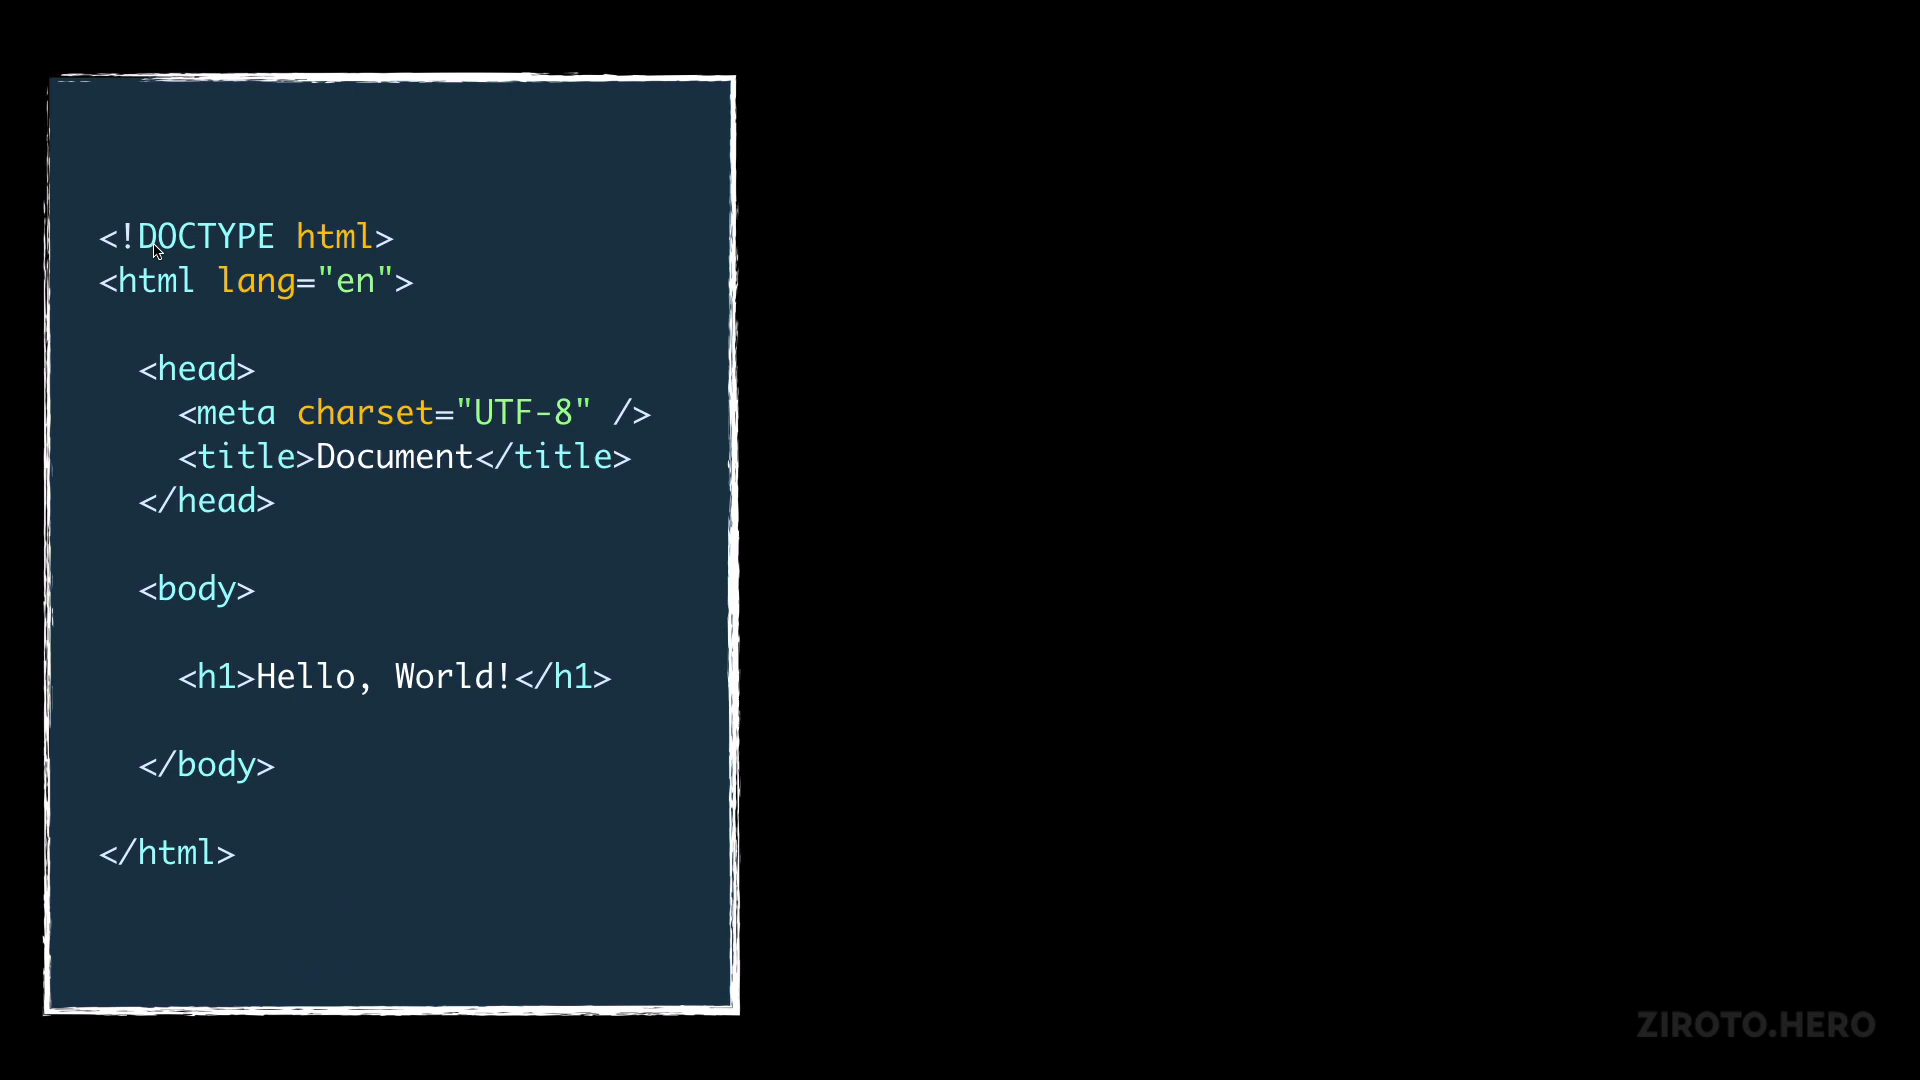 <!DOCTYPE html>
<html lang="en">
<head>
<meta charset="UTF-8" />
<title>Document</title>
</head>
<body>
<h1>Hello, World!</h1>
</body>
</html>
ZIROTO.HERO